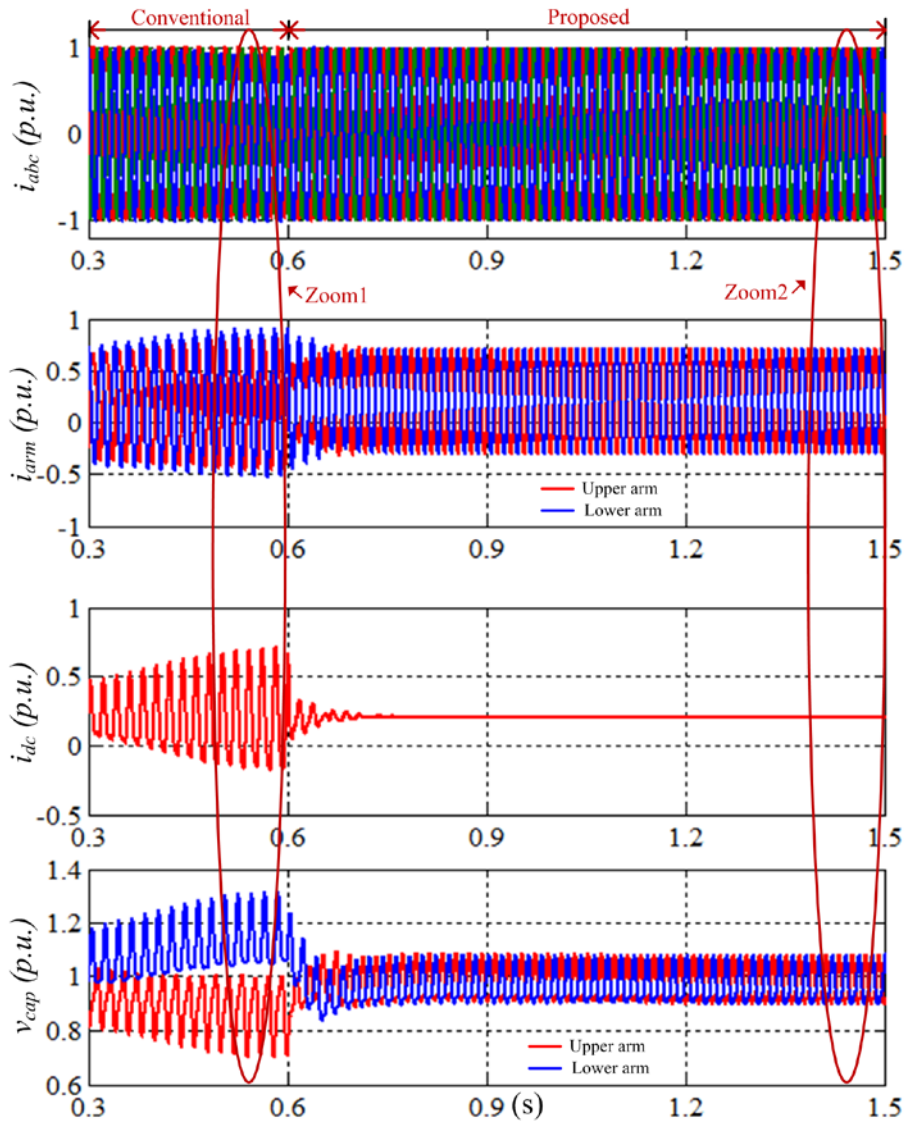 Conventional Proposed
i_abc (p.u.)
1
0
-1
0.3 0.6 0.9 1.2 1.5
Zoom1 Zoom2
i_arm (p.u.)
1
0.5
0
-0.5
-1
Upper arm
Lower arm
0.3 0.6 0.9 1.2 1.5
i_dc (p.u.)
1
0.5
0
-0.5
0.3 0.6 0.9 1.2 1.5
v_cap (p.u.)
1.4
1.2
1
0.8
0.6
Upper arm
Lower arm
0.3 0.6 0.9 (s) 1.2 1.5